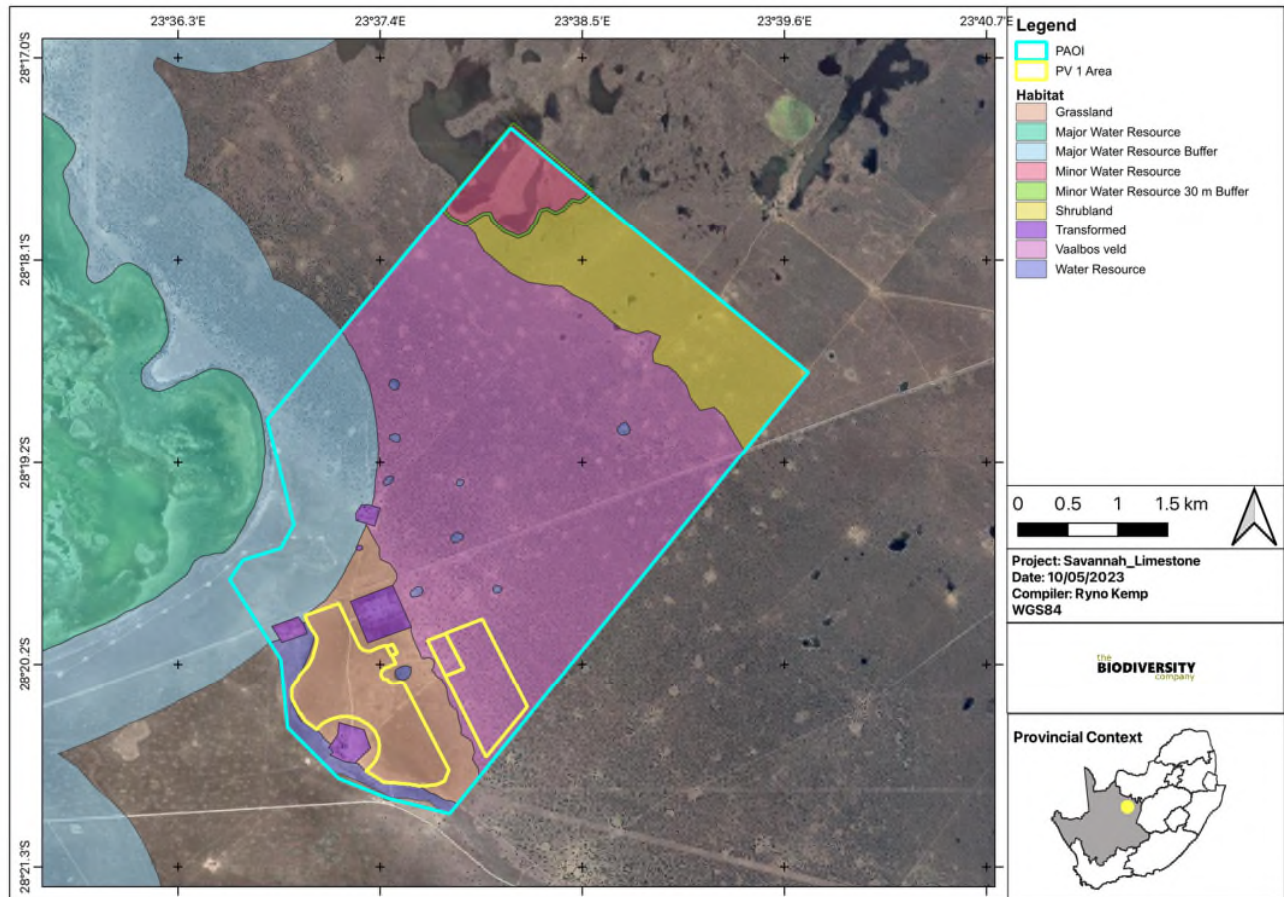 23°36.3'E 23°37.4'E 23°38.5'E 23°39.6'E 23°40.7'E
28°17.0'S
28°18.1'S
28°19.2'S
28°20.2'S
28°21.3'S
Legend
PAOI
PV 1 Area
Habitat
Grassland
Major Water Resource
Major Water Resource Buffer
Minor Water Resource
Minor Water Resource 30 m Buffer
Shrubland
Transformed
Vaalbos veld
Water Resource
0 0.5 1 1.5 km
Project: Savannah_Limestone
Date: 10/05/2023
Compiler: Ryno Kemp
WGS84
the
BIODIVERSITY
company
Provincial Context